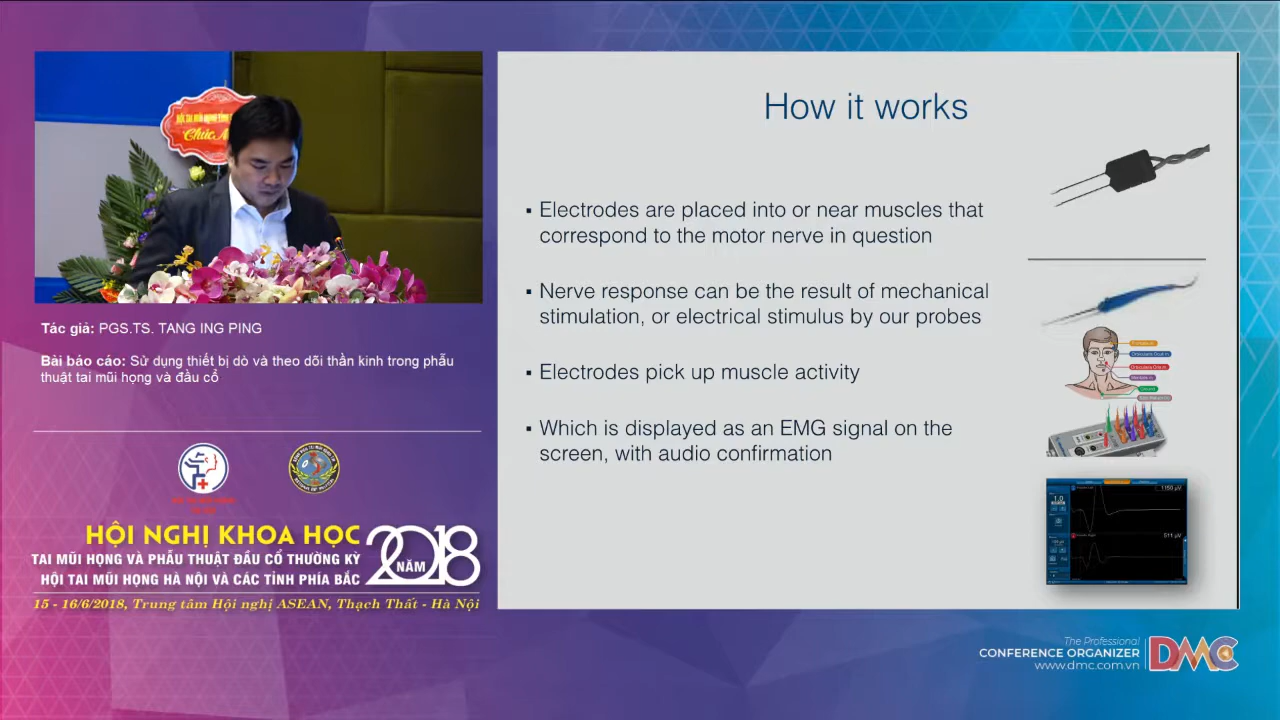 How it works
▪ Electrodes are placed into or near muscles that
correspond to the motor nerve in question
▪ Nerve response can be the result of mechanical
stimulation, or electrical stimulus by our probes
▪ Electrodes pick up muscle activity
▪ Which is displayed as an EMG signal on the
screen, with audio confirmation
Tác giả: PGS.TS. TANG ING PING
Bài báo cáo: Sử dụng thiết bị dò và theo dõi thần kinh trong phẫu
thuật tai mũi họng và đầu cổ
HỘI NGHỊ KHOA HỌC
TAI MŨI HỌNG VÀ PHẪU THUẬT ĐẦU CỔ THƯỜNG KỲ
HỘI TAI MŨI HỌNG HÀ NỘI VÀ CÁC TỈNH PHÍA BẮC
NĂM 2018
15 - 16/6/2018, Trung tâm Hội nghị ASEAN, Thạch Thất - Hà Nội
The Professional
CONFERENCE ORGANIZER
www.dmc.com.vn
DMC